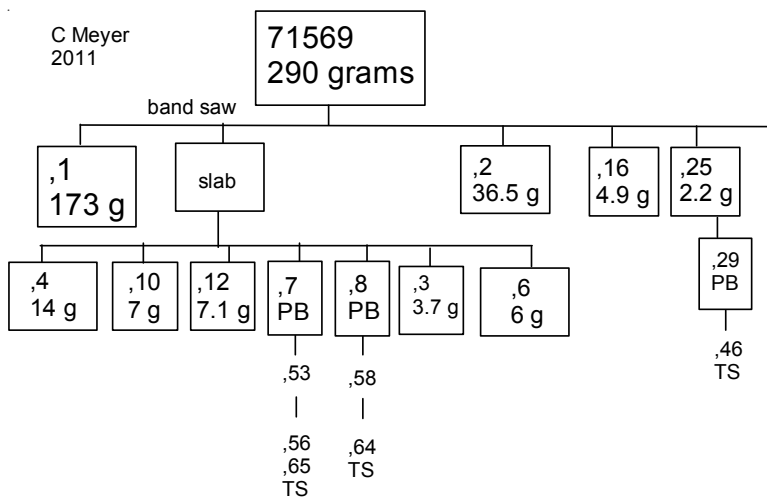 C Meyer
2011
71569
290 grams
band saw
,1
173 g
slab
,2
36.5 g
,16
4.9 g
,25
2.2 g
,4
14 g
,10
7 g
,12
7.1 g
,7
PB
,8
PB
,3
3.7 g
,6
6 g
,29
PB
,53
,58
,46
TS
,56
,65
TS
,64
TS